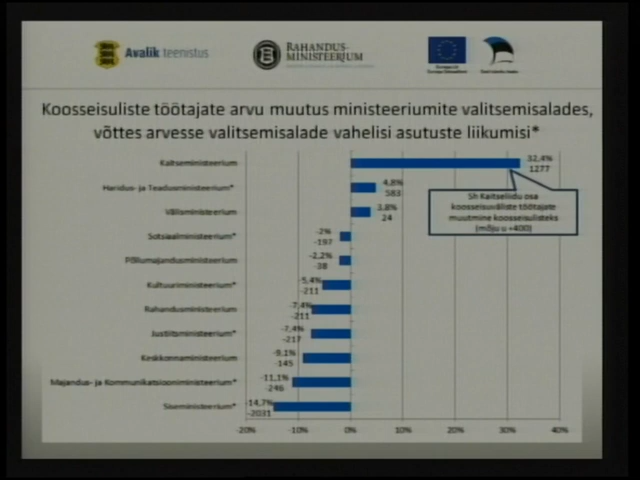 Avalik teenistus
RAHANDUS-
MINISTEERIUM
Koosseisuliste töötajate arvu muutus ministeeriumite valitsemisalades,
võttes arvesse valitsemisalade vahelisi asutuste liikumisi*
Kaitseministeerium
32,4%
1277
Haridus- ja Teadusministeerium*
4,8%
583
Välisministeerium
3,8%
24
Sh Kaitseliidu osa
koosseisuväliste töötajate
muutmine koosseisulisteks
(mõju u +400)
Sotsiaalministeerium*
-2%
-197
Põllumajandusministeerium
-2,2%
-38
Kultuuriministeerium*
-5,4%
-211
Rahandusministeerium
-7,4%
-211
Justiitsministeerium*
-7,4%
-217
Keskkonnaministeerium
-9,1%
-145
Majandus- ja Kommunikatsiooniministeerium*
-11,1%
-246
Siseministeerium*
-14,7%
-2031
-20% -10% -0% 10% 20% 30% 40%